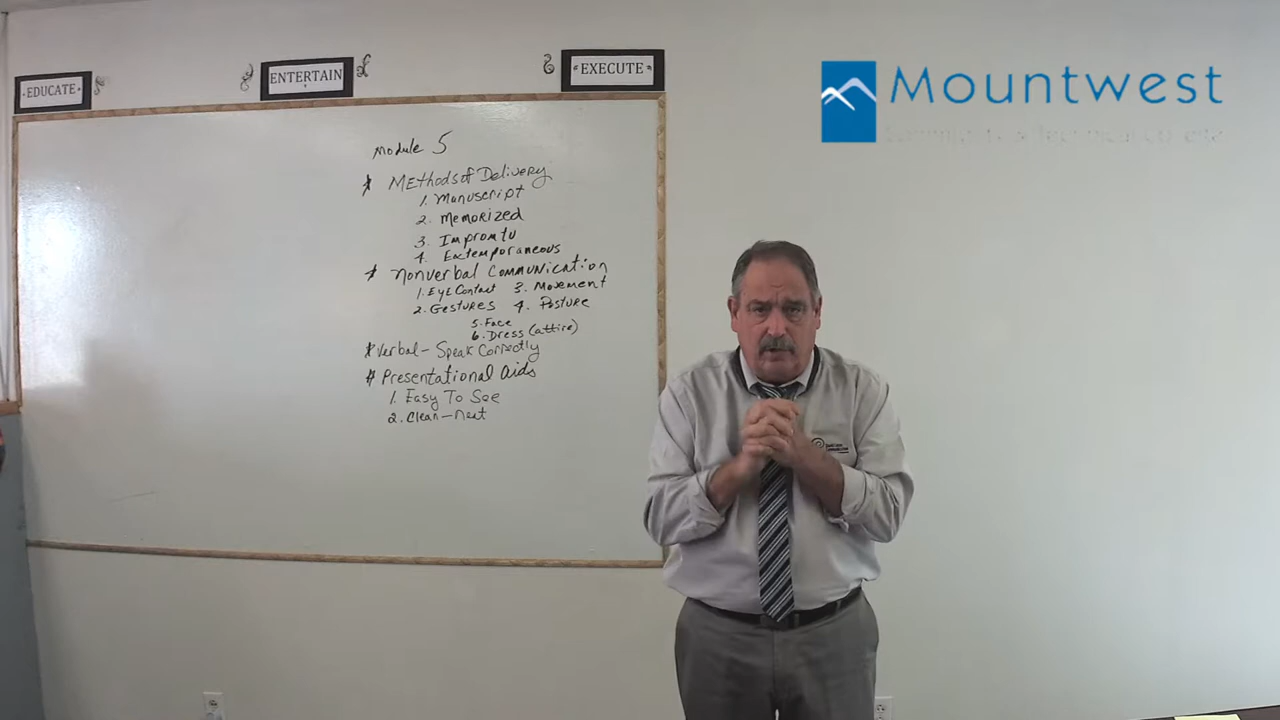 EDUCATE
ENTERTAIN
EXECUTE
Mountwest
Module 5
* Methods of Delivery
1. Manuscript
2. Memorized
3. Impromtu
4. Extemporaneous
* Nonverbal Communication
1. Eye Contact 3. Movement
2. Gestures 4. Posture
5. Face
6. Dress (attire)
* Verbal - Speak Correctly
* Presentational aids
1. Easy To See
2. Clean - neat